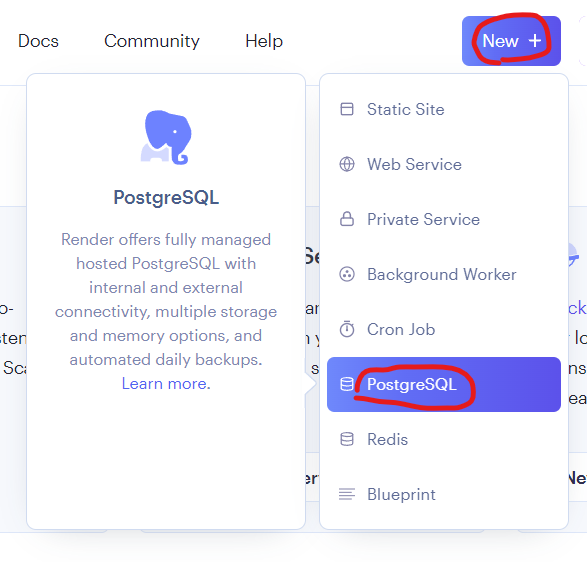 Docs
Community
Help
New +
PostgreSQL
Render offers fully managed
hosted PostgreSQL with
internal and external
connectivity, multiple storage
and memory options, and
automated daily backups.
Learn more.
Static Site
Web Service
Private Service
Background Worker
Cron Job
PostgreSQL
Redis
Blueprint